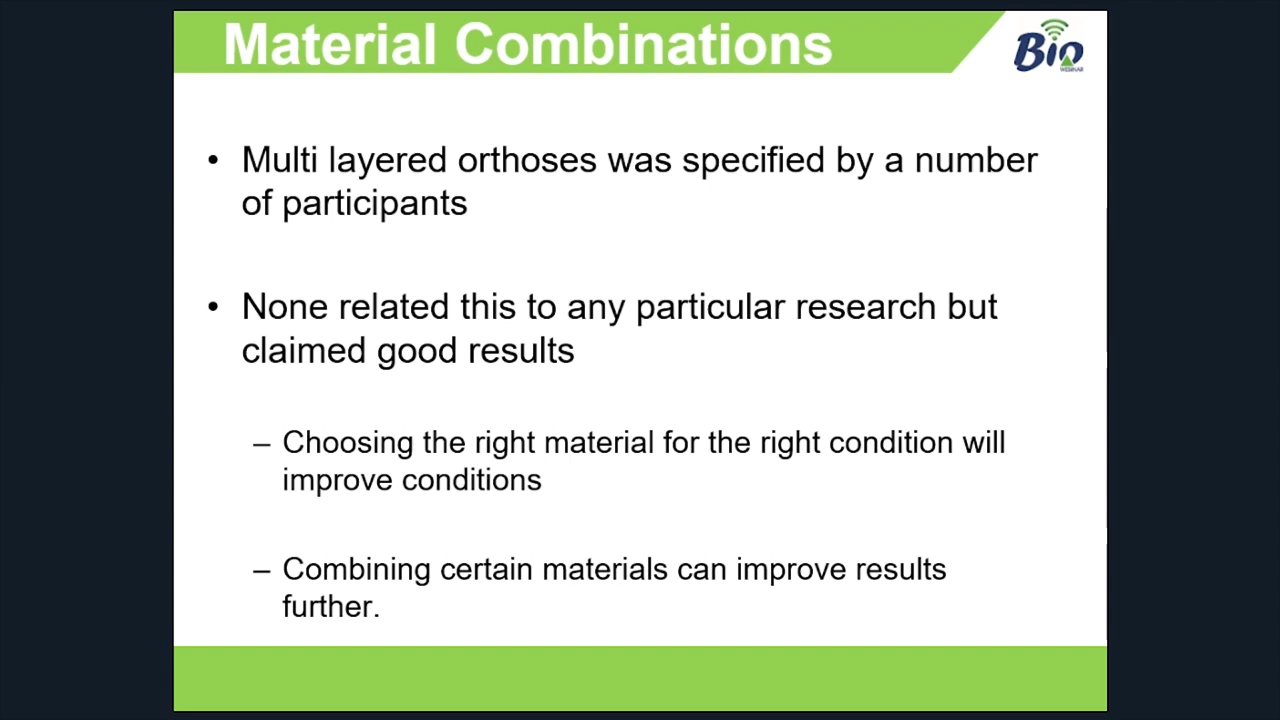 Material Combinations
Bio
WEBINAR
• Multi layered orthoses was specified by a number
of participants
• None related this to any particular research but
claimed good results
– Choosing the right material for the right condition will
improve conditions
– Combining certain materials can improve results
further.